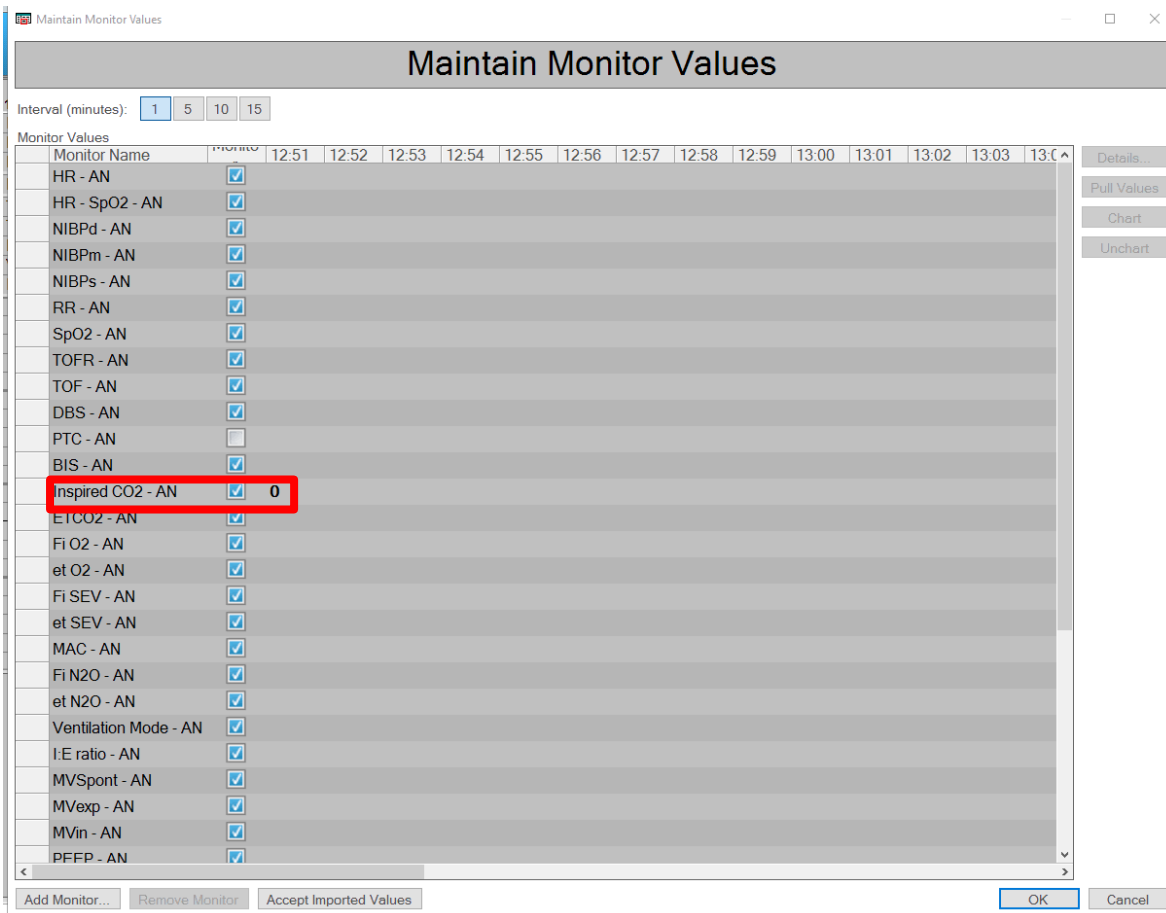 Maintain Monitor Values
Maintain Monitor Values
Interval (minutes): 1 5 10 15
Monitor Values
Monitor Name 12:51 12:52 12:53 12:54 12:55 12:56 12:57 12:58 12:59 13:00 13:01 13:02 13:03
Details...
HR - AN
Pull Values
HR - SpO2 - AN
Chart
NIBPd - AN
Unchart
NIBPm - AN
NIBPs - AN
RR - AN
SpO2 - AN
TOFR - AN
TOF - AN
DBS - AN
PTC - AN
BIS - AN
Inspired CO2 - AN 0
ETCO2 - AN
Fi O2 - AN
et O2 - AN
Fi SEV - AN
et SEV - AN
MAC - AN
Fi N2O - AN
et N2O - AN
Ventilation Mode - AN
I:E ratio - AN
MVSpont - AN
MVexp - AN
MVin - AN
PEEP - AN
Add Monitor... Remove Monitor Accept Imported Values OK Cancel